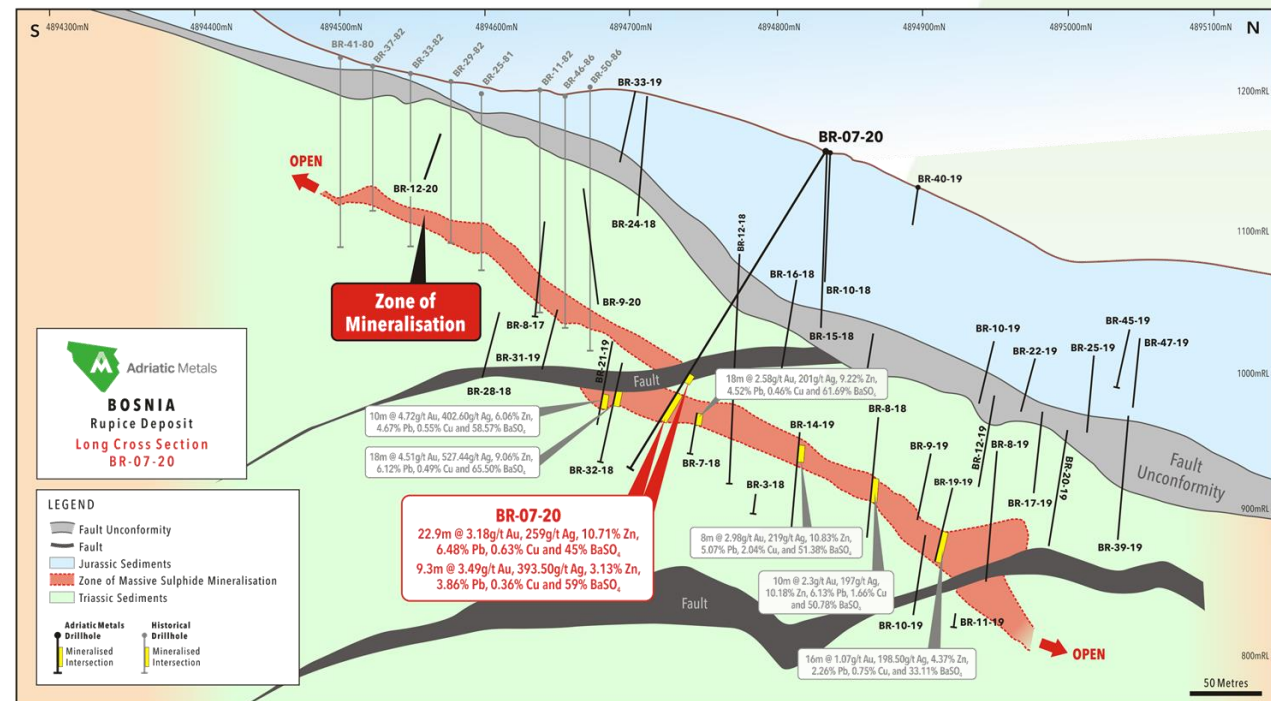 S
4894300mN
4894400mN
4894500mN
4894600mN
4894700mN
4894800mN
4894900mN
4895000mN
4895100mN
N
BR-41-80
BR-37-82
BR-33-82
BR-29-82
BR-25-81
BR-11-82
BR-46-86
BR-50-86
BR-33-19
1200mRL
BR-07-20
OPEN
BR-12-20
BR-40-19
BR-24-18
BR-12-18
1100mRL
BR-16-18
BR-10-18
Zone of
Mineralisation
BR-9-20
BR-8-17
BR-15-18
BR-10-19
BR-45-19
BR-47-19
BR-25-19
BR-22-19
BR-31-19
BR-21-19
BR-28-18
Fault
1000mRL
Adriatic Metals
BOSNIA
Rupice Deposit
Long Cross Section
BR-07-20
18m @ 2.58g/t Au, 201g/t Ag, 9.22% Zn,
4.52% Pb, 0.46% Cu and 61.69% BaSO₄
10m @ 4.72g/t Au, 402.60g/t Ag, 6.06% Zn,
4.67% Pb, 0.55% Cu and 58.57% BaSO₄
18m @ 4.51g/t Au, 527.44g/t Ag, 9.06% Zn,
6.12% Pb, 0.49% Cu and 65.50% BaSO₄
BR-8-18
BR-14-19
BR-9-19
BR-12-19
BR-8-19
BR-20-19
Fault
Unconformity
BR-32-18
BR-7-18
BR-3-18
BR-19-19
BR-17-19
900mRL
BR-39-19
BR-07-20
22.9m @ 3.18g/t Au, 259g/t Ag, 10.71% Zn,
6.48% Pb, 0.63% Cu and 45% BaSO₄
9.3m @ 3.49g/t Au, 393.50g/t Ag, 3.13% Zn,
3.86% Pb, 0.36% Cu and 59% BaSO₄
8m @ 2.98g/t Au, 219g/t Ag, 10.83% Zn,
5.07% Pb, 2.04% Cu and 51.38% BaSO₄
10m @ 2.3g/t Au, 197g/t Ag,
10.18% Zn, 6.13% Pb, 1.66% Cu
and 50.78% BaSO₄
Fault
BR-10-19
BR-11-19
16m @ 1.07g/t Au, 198.50g/t Ag, 4.37% Zn,
2.26% Pb, 0.75% Cu and 33.11% BaSO₄
OPEN
800mRL
50 Metres
LEGEND
Fault Unconformity
Fault
Jurassic Sediments
Zone of Massive Sulphide Mineralisation
Triassic Sediments
Adriatic Metals
Drillhole
Mineralised
Intersection
Historical
Drillhole
Mineralised
Intersection